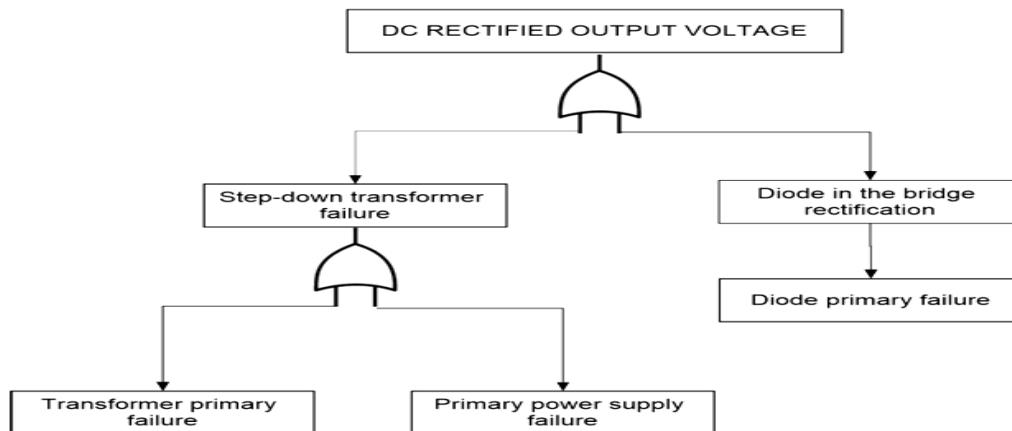 DC RECTIFIED OUTPUT VOLTAGE
Step-down transformer
failure
Diode in the bridge
rectification
Diode primary failure
Transformer primary
failure
Primary power supply
failure